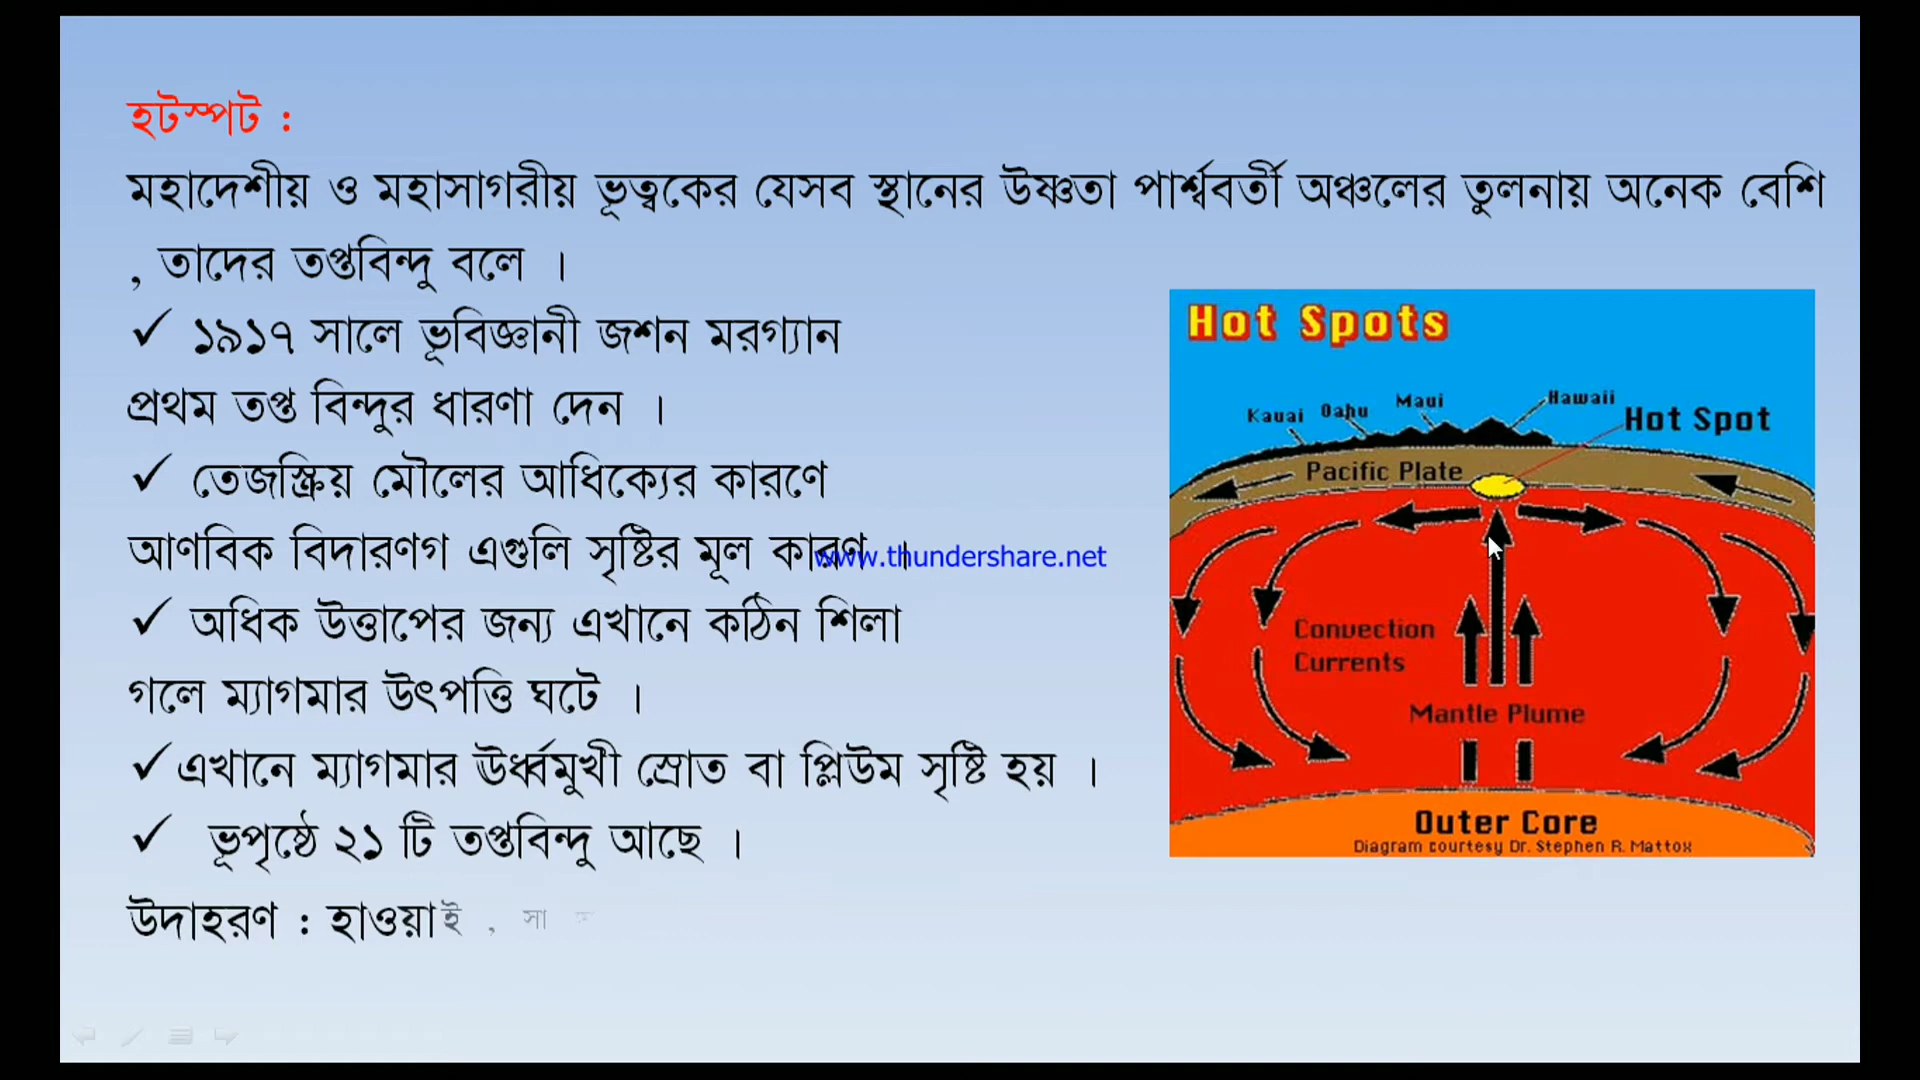 হটস্পট :
মহাদেশীয় ও মহাসাগরীয় ভূত্বকের যেসব স্থানের উষ্ণতা পার্শ্ববর্তী অঞ্চলের তুলনায় অনেক বেশি
, তাদের তপ্তবিন্দু বলে ।
✓ ১৯১৭ সালে ভূবিজ্ঞানী জশন মরগ্যান
প্রথম তপ্ত বিন্দুর ধারণা দেন ।
✓ তেজস্ক্রিয় মৌলের আধিক্যের কারণে
আণবিক বিদারণগ এগুলি সৃষ্টির মূল কারণ ।
www.thundershare.net
✓ অধিক উত্তাপের জন্য এখানে কঠিন শিলা
গলে ম্যাগমার উৎপত্তি ঘটে ।
✓ এখানে ম্যাগমার ঊর্ধ্বমুখী স্রোত বা প্লিউম সৃষ্টি হয় ।
✓ ভূপৃষ্ঠে ২১ টি তপ্তবিন্দু আছে ।
উদাহরণ : হাওয়াই , সা
Hot Spots
Kauai Oahu Maui Hawaii
Hot Spot
Pacific Plate
Convection
Currents
Mantle Plume
Outer Core
Diagram courtesy Dr. Stephen R. Mattox